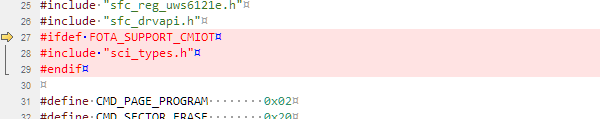 25 #include "sfc_reg_uws6121e.h"¤
26 #include "sfc_drvapi.h"¤
27 #ifdef·FOTA_SUPPORT_CMIOT¤
28 #include·"sci_types.h"¤
29 #endif¤
30 ¤
31 #define·CMD_PAGE_PROGRAM········0x02¤
32 #define·CMD_SECTOR_ERASE········0x20¤